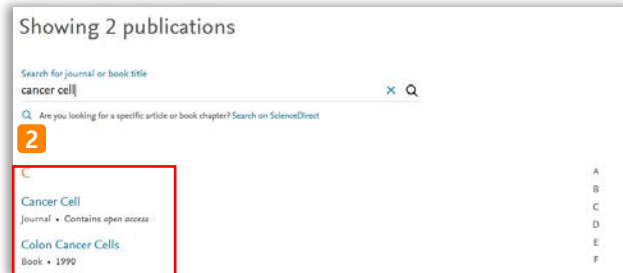 Showing 2 publications
Search for journal or book title
cancer cell
Are you looking for a specific article or book chapter? Search on ScienceDirect
2
C
Cancer Cell
Journal • Contains open access
Colon Cancer Cells
Book • 1990
A
B
C
D
E
F